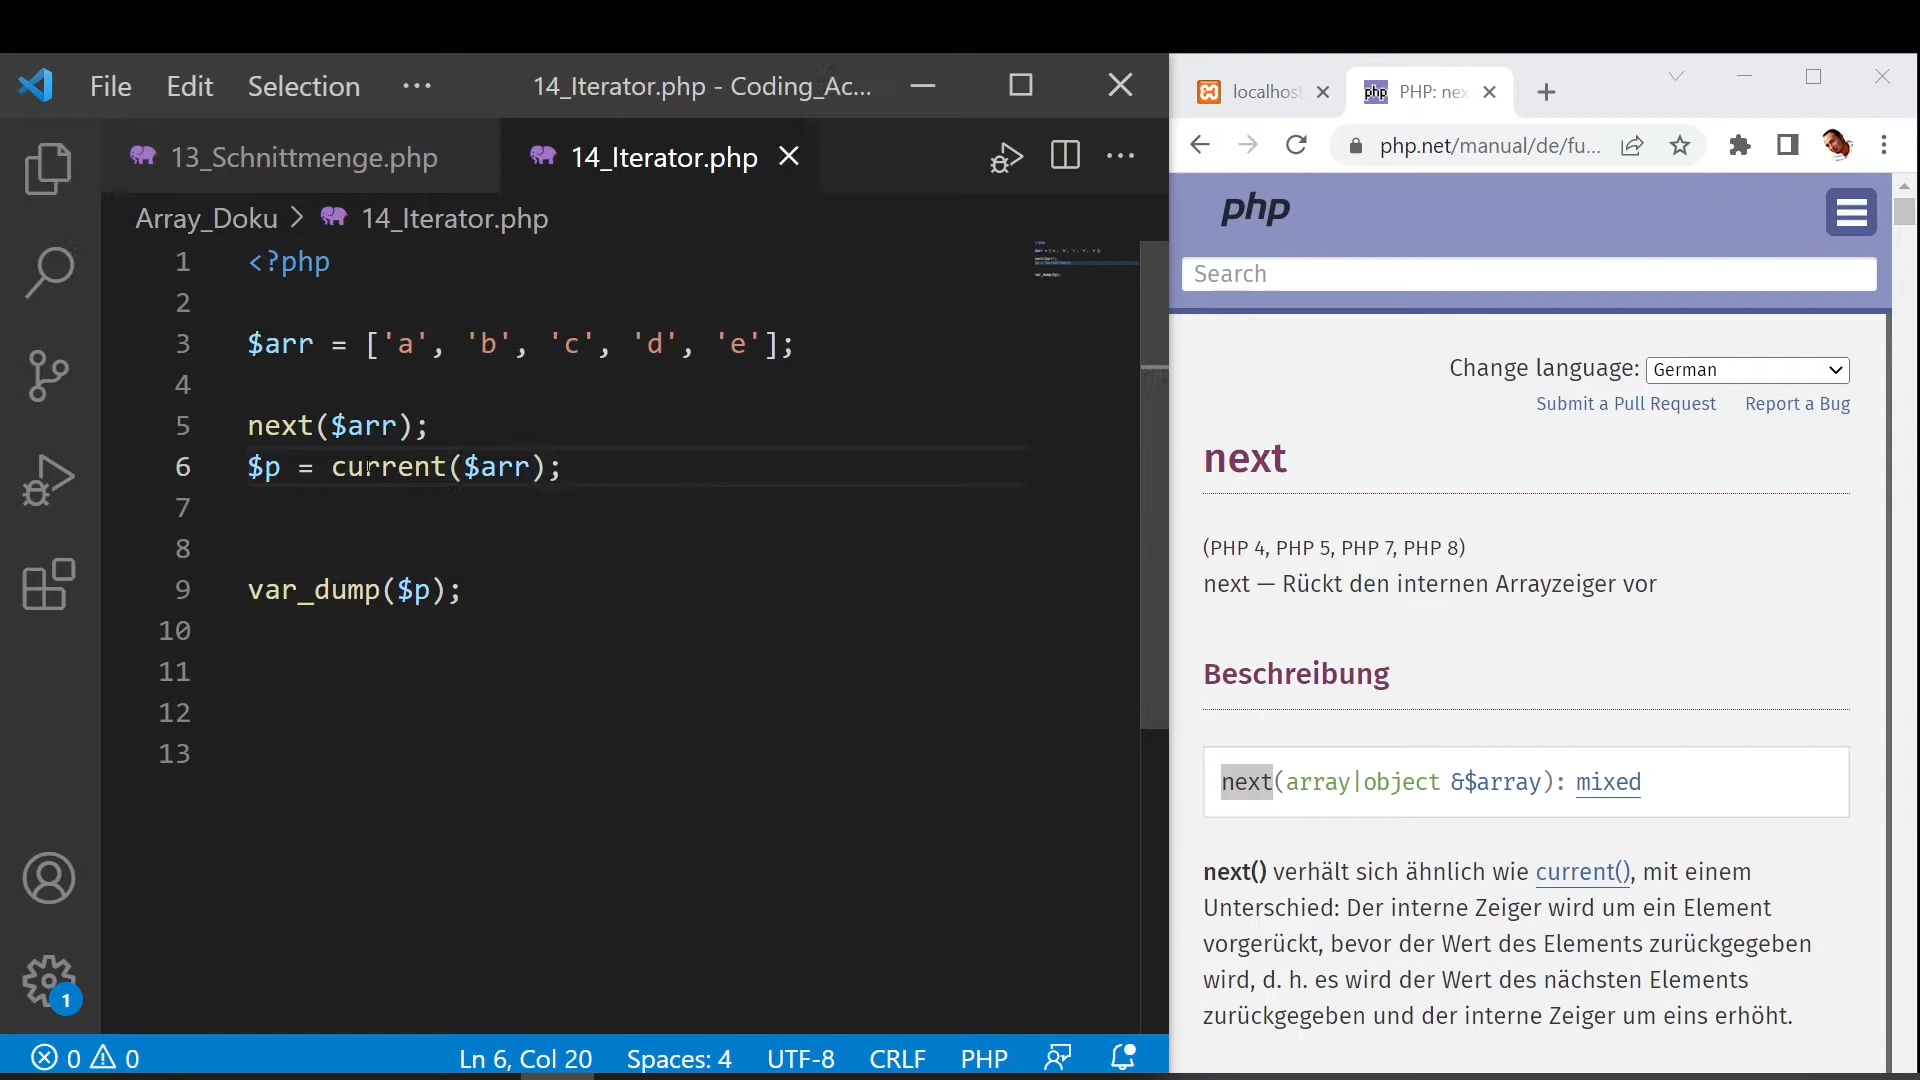 File Edit Selection ··· 14_Iterator.php - Coding_Ac...
13_Schnittmenge.php 14_Iterator.php
Array_Doku > 14_Iterator.php
1 <?php
2
3 $arr = ['a', 'b', 'c', 'd', 'e'];
4
5 next($arr);
6 $p = current($arr);
7
8
9 var_dump($p);
10
11
12
13
1
0 0 Ln 6, Col 20 Spaces: 4 UTF-8 CRLF PHP
localhost PHP: nex
php.net/manual/de/fu...
php
Search
Change language: German
Submit a Pull Request Report a Bug
next
(PHP 4, PHP 5, PHP 7, PHP 8)
next — Rückt den internen Arrayzeiger vor
Beschreibung
next(array|object &$array): mixed
next() verhält sich ähnlich wie current(), mit einem
Unterschied: Der interne Zeiger wird um ein Element
vorgerückt, bevor der Wert des Elements zurückgegeben
wird, d. h. es wird der Wert des nächsten Elements
zurückgegeben und der interne Zeiger um eins erhöht.